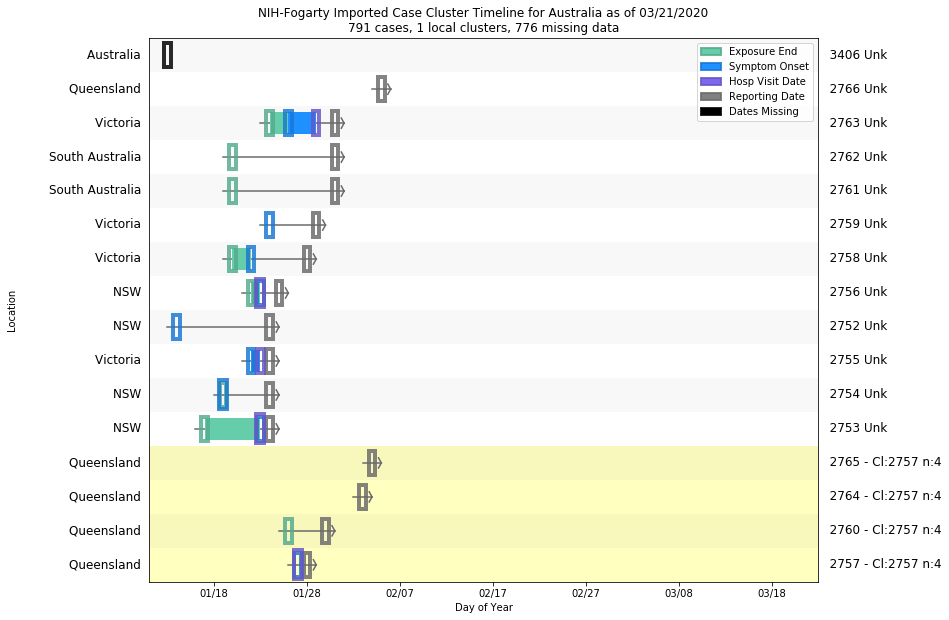 NIH-Fogarty Imported Case Cluster Timeline for Australia as of 03/21/2020
791 cases, 1 local clusters, 776 missing data
Exposure End
Symptom Onset
Hosp Visit Date
Reporting Date
Dates Missing
Location
Australia 3406 Unk
Queensland 2766 Unk
Victoria 2763 Unk
South Australia 2762 Unk
South Australia 2761 Unk
Victoria 2759 Unk
Victoria 2758 Unk
NSW 2756 Unk
NSW 2752 Unk
Victoria 2755 Unk
NSW 2754 Unk
NSW 2753 Unk
Queensland 2765 - Cl:2757 n:4
Queensland 2764 - Cl:2757 n:4
Queensland 2760 - Cl:2757 n:4
Queensland 2757 - Cl:2757 n:4
01/18 01/28 02/07 02/17 02/27 03/08 03/18
Day of Year